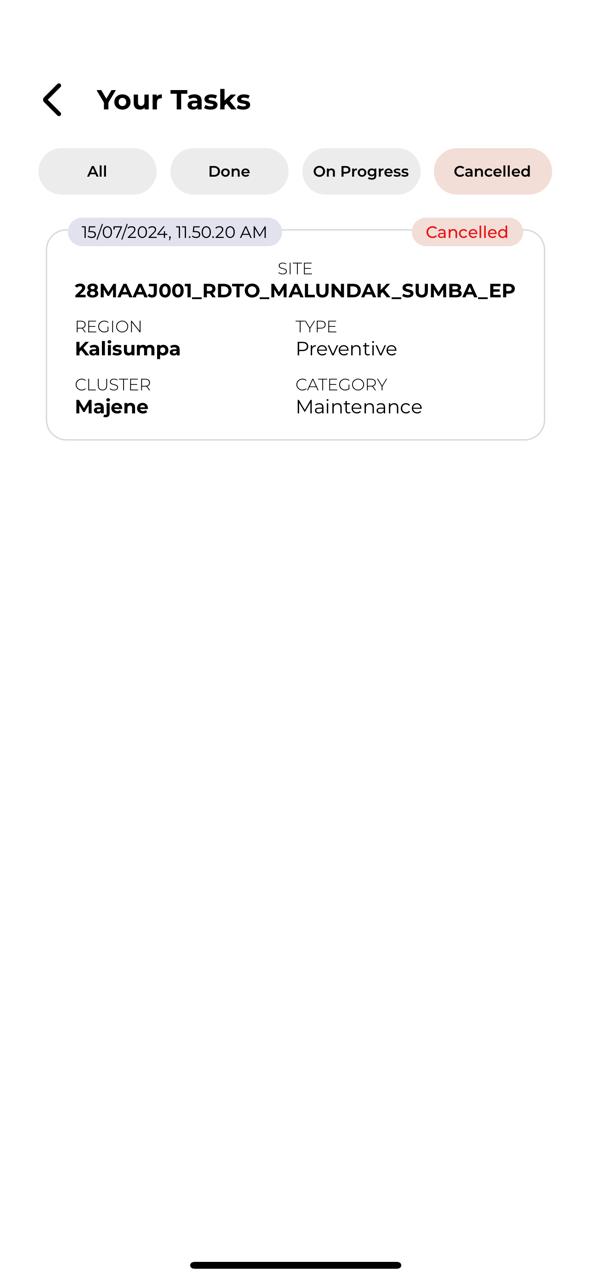 Your Tasks
All Done On Progress Cancelled
15/07/2024, 11.50.20 AM Cancelled
SITE
28MAAJ001_RDTO_MALUNDAK_SUMBA_EP
REGION TYPE
Kalisumpa Preventive
CLUSTER CATEGORY
Majene Maintenance